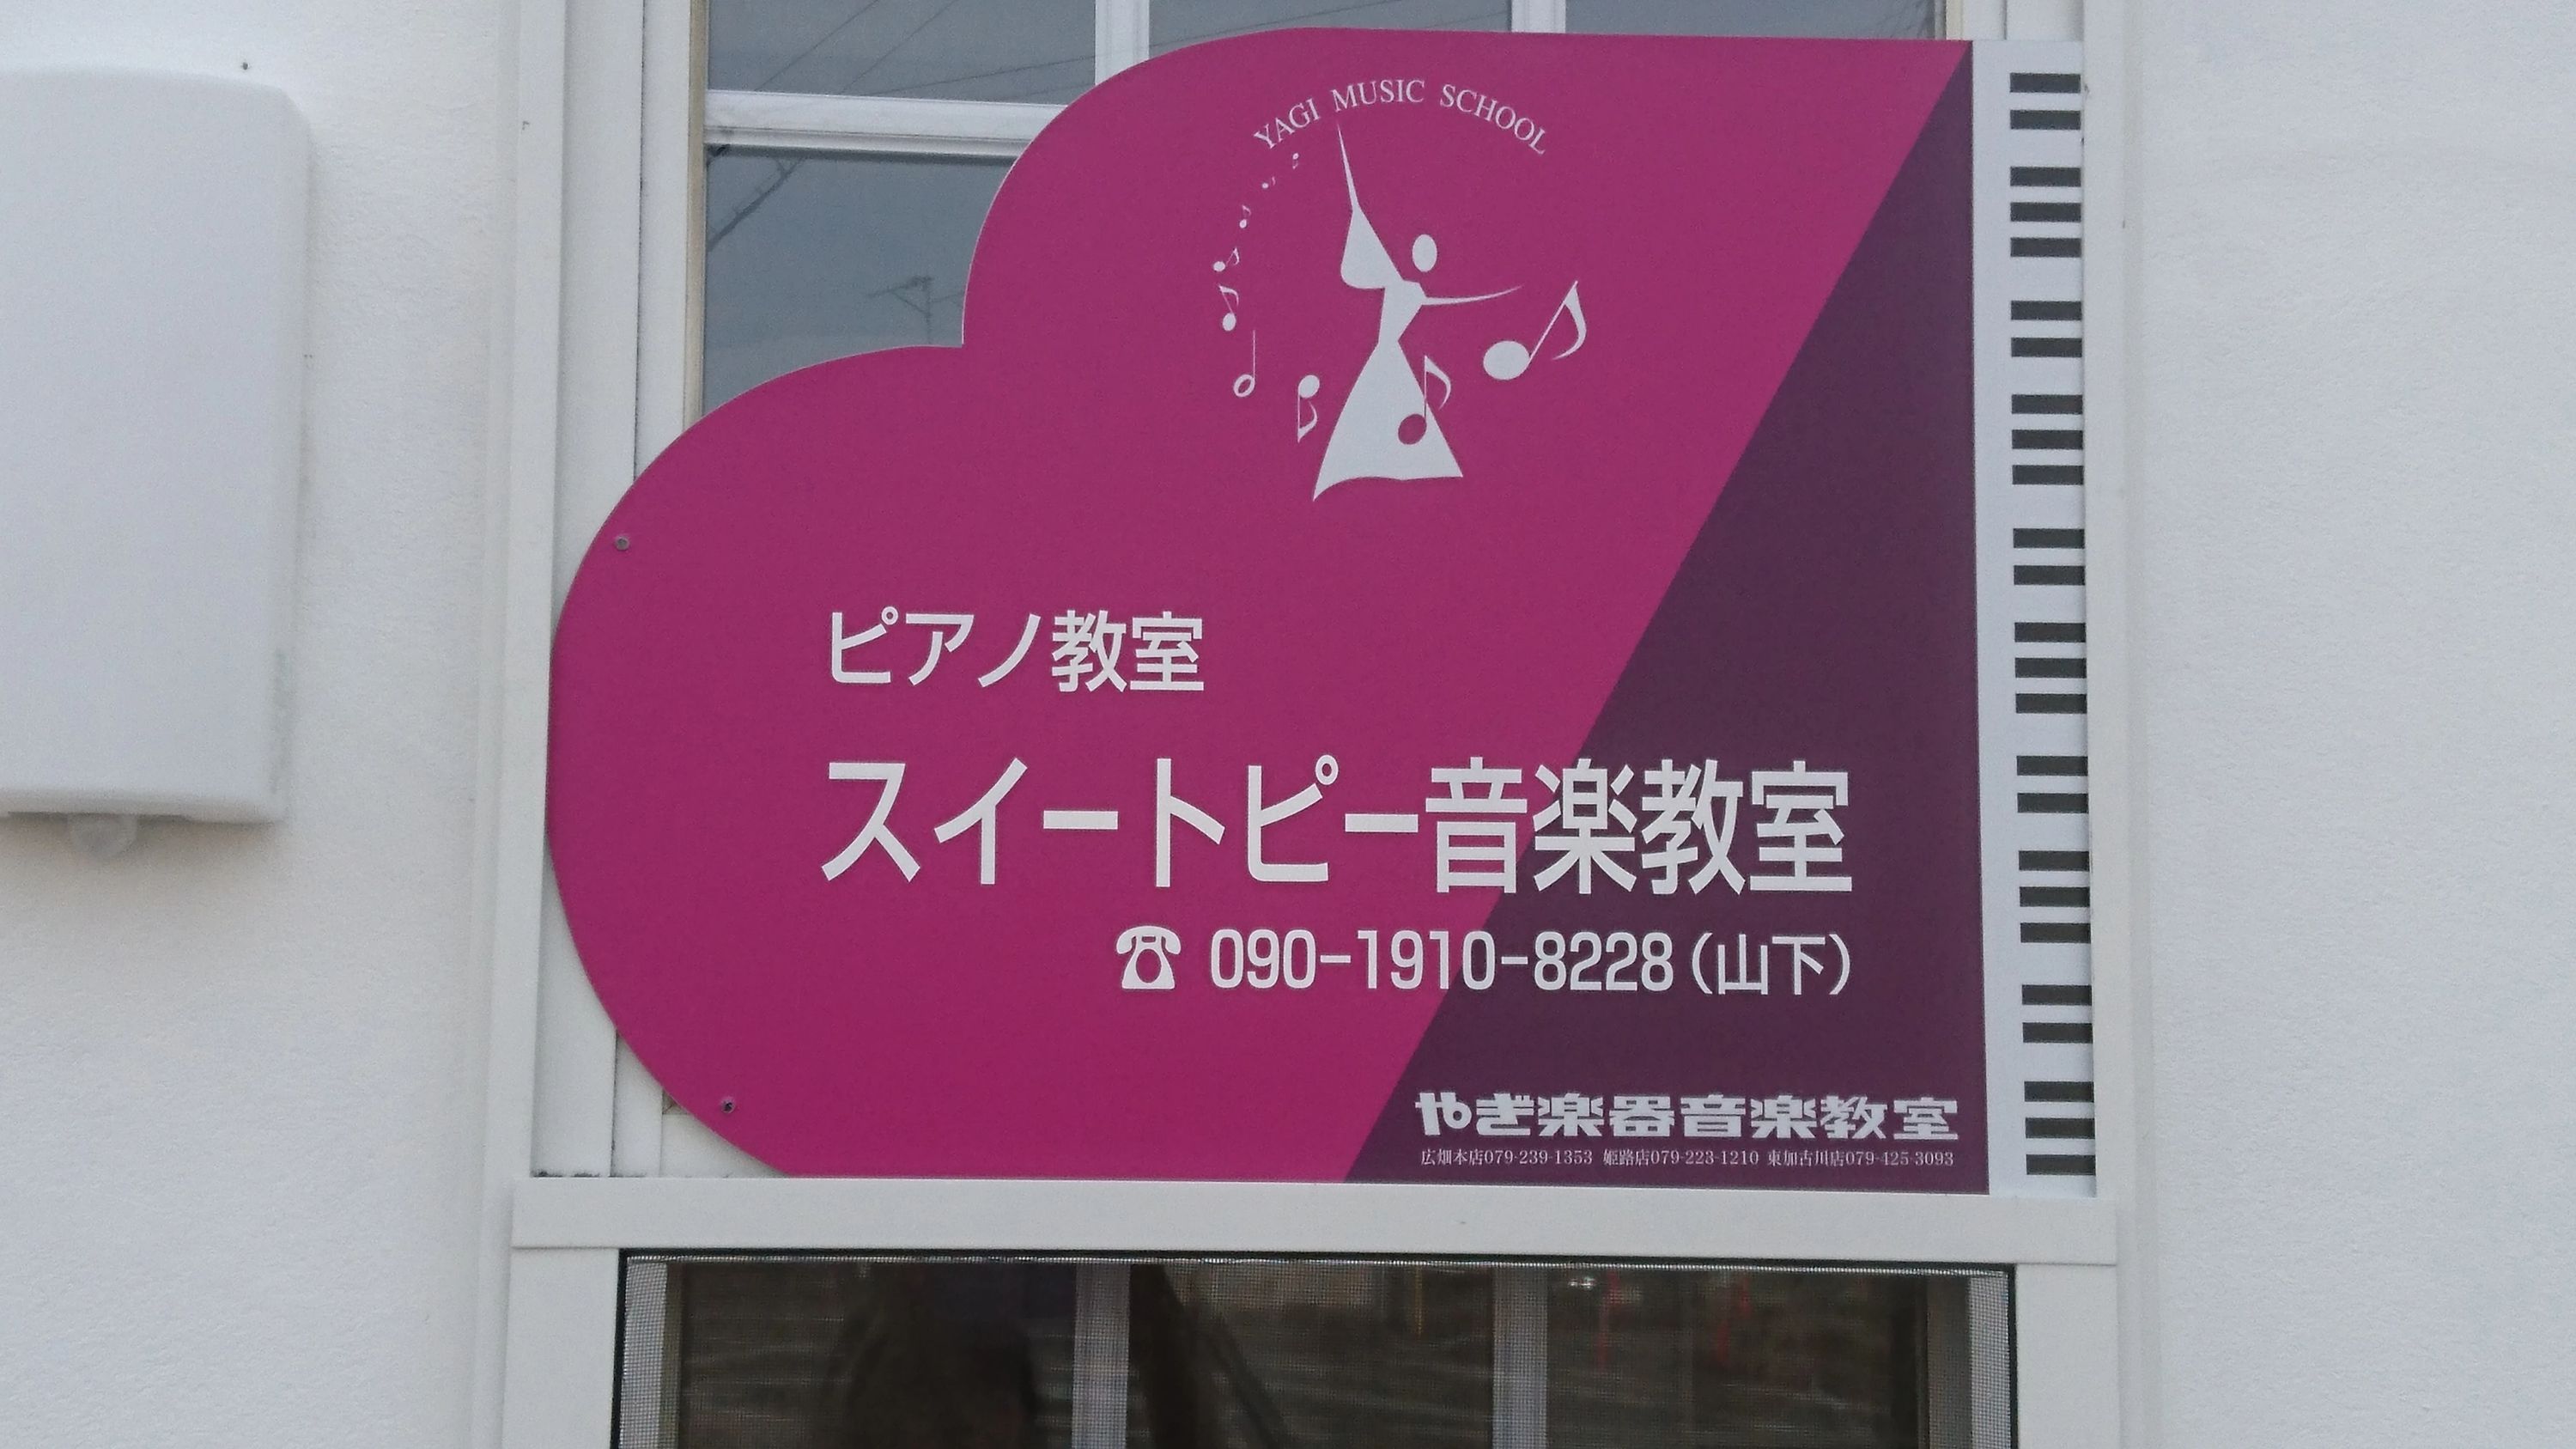 YAGI MUSIC SCHOOL
ピアノ教室
スイートピー音楽教室
☎ 090-1910-8228(山下)
やぎ楽器音楽教室
広畑本店079-239-1353 姫路店079-223-1210 東加古川店079-425-3093